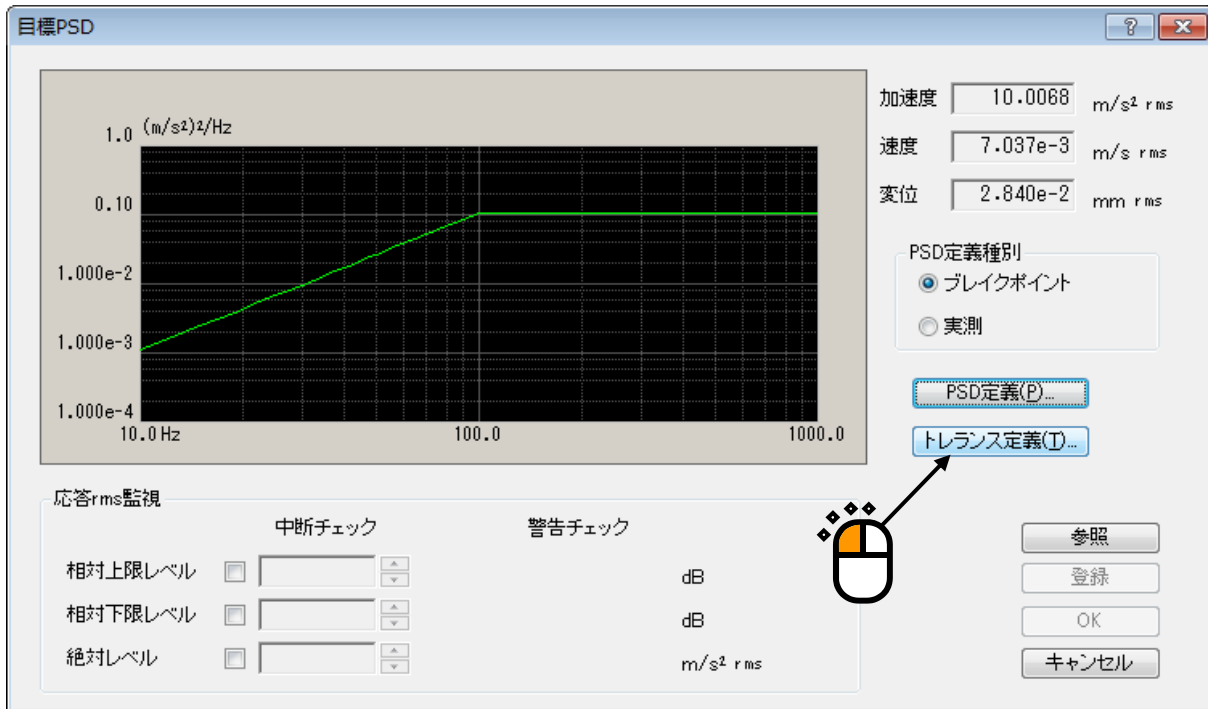 目標PSD
1.0 (m/s²)²/Hz
0.10
1.000e-2
1.000e-3
1.000e-4
10.0 Hz 100.0 1000.0
加速度 10.0068 m/s² rms
速度 7.037e-3 m/s rms
変位 2.840e-2 mm rms
PSD定義種別
ブレイクポイント
実測
PSD定義(P)...
トレランス定義(T)...
応答rms監視
中断チェック 警告チェック
相対上限レベル dB
相対下限レベル dB
絶対レベル m/s² rms
参照
登録
OK
キャンセル